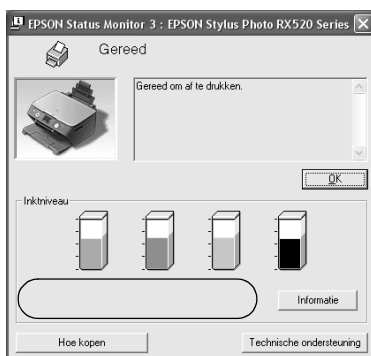 EPSON Status Monitor 3 : EPSON Stylus Photo RX520 Series
Gereed
Gereed om af te drukken.
OK
Inktniveau
Informatie
Hoe kopen
Technische ondersteuning